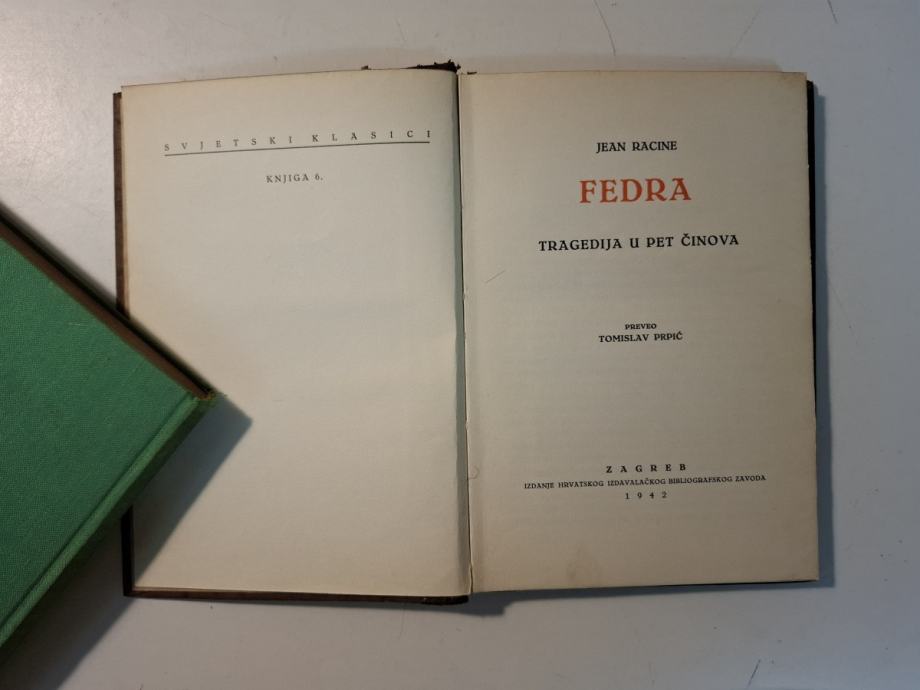 SVJETSKI KLASICI
KNJIGA 6.
JEAN RACINE
FEDRA
TRAGEDIJA U PET ČINOVA
PREVEO
TOMISLAV PRPIĆ
ZAGREB
IZDANJE HRVATSKOG IZDAVALAČKOG BIBLIOGRAFSKOG ZAVODA
1942